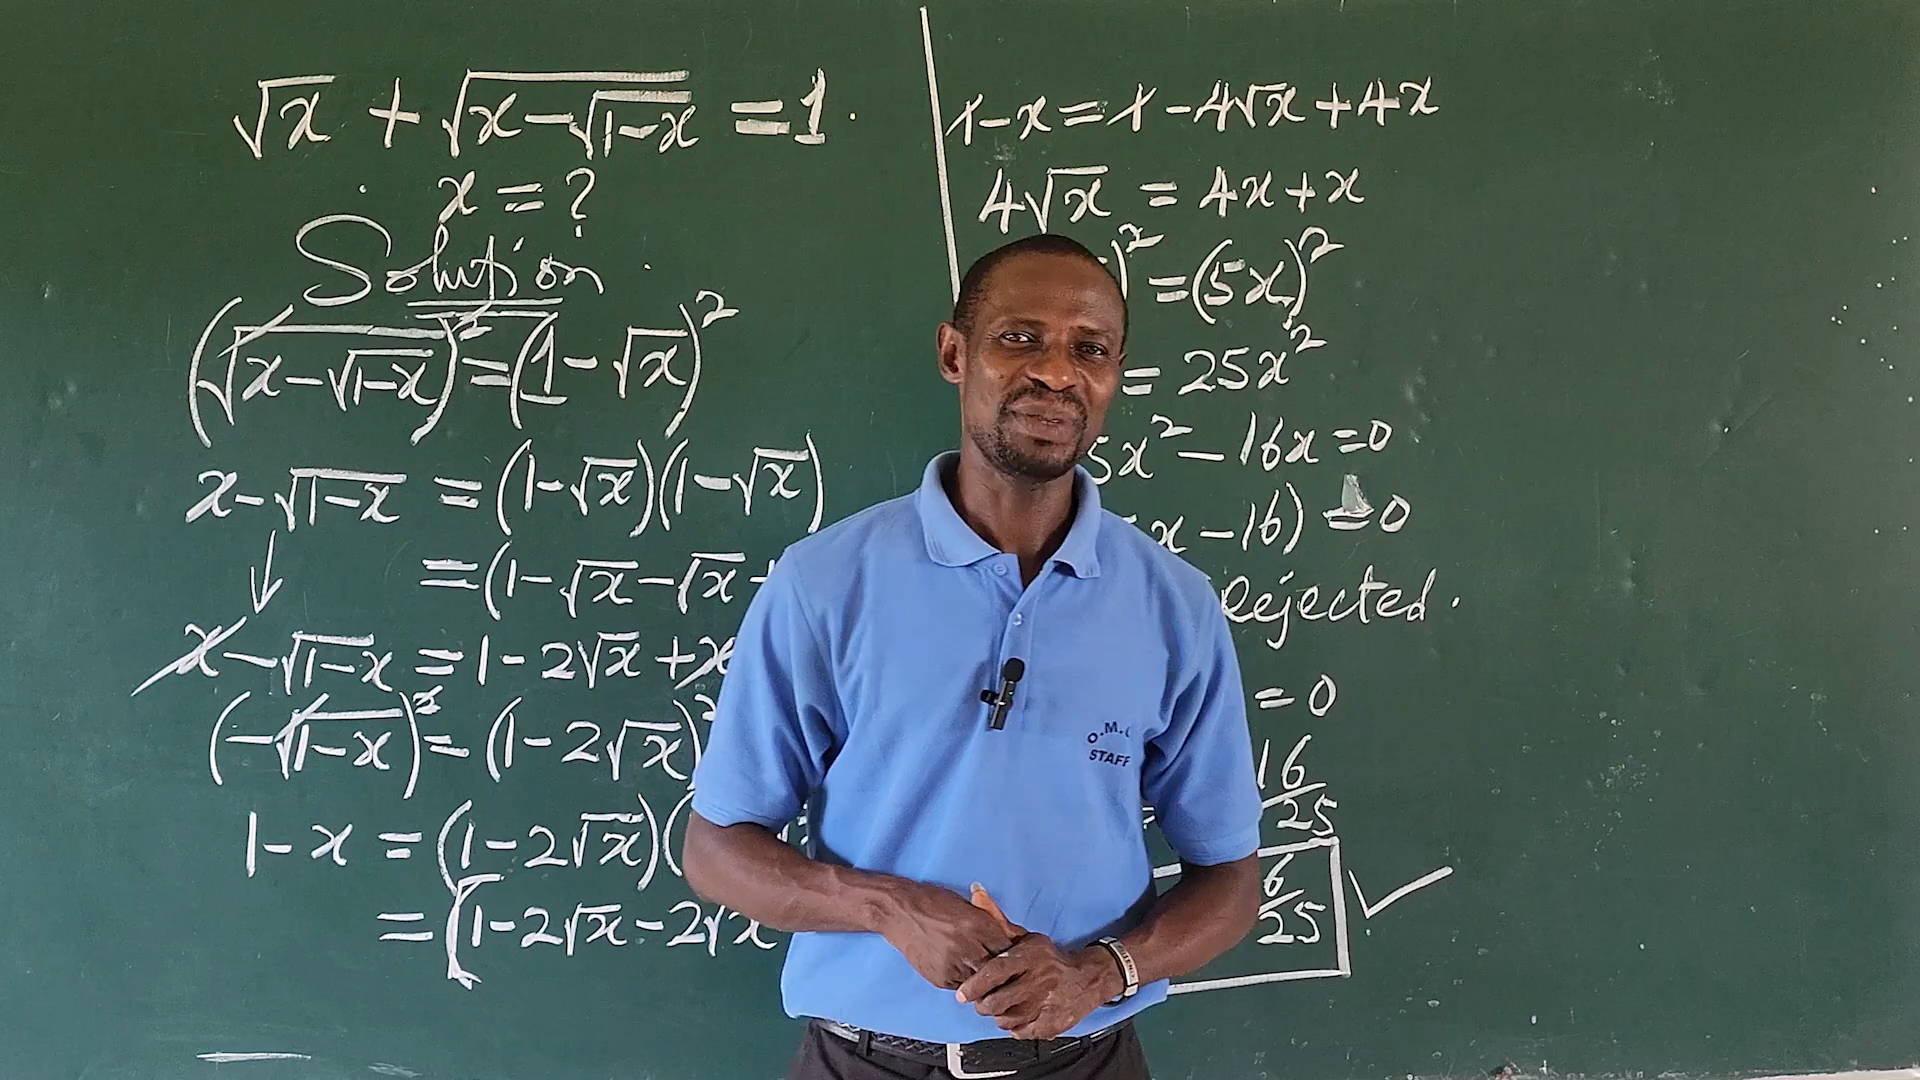 √x + √(x-√(1-x)) = 1.
x = ?
Solution.
(√(x-√(1-x)))² = (1-√x)²
x-√(1-x) = (1-√x)(1-√x)
= (1-√x-√x
x-√(1-x) = 1-2√x+x
(-√(1-x))² = (1-2√x)²
1-x = (1-2√x)(
= (1-2√x-2√x
1-x = 1-4√x+4x
4√x = 4x+x
)² = (5x)²
= 25x²
5x²-16x=0
x-16) = 0
Rejected.
= 0
16/25
6/25 ✓
O.M.C
STAFF